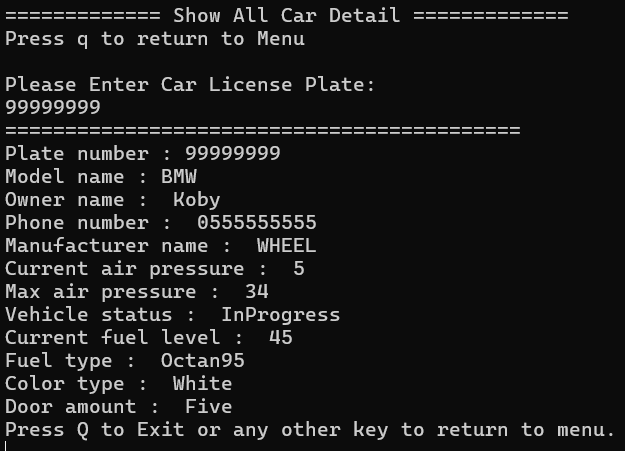 ============= Show All Car Detail =============
Press q to return to Menu
Please Enter Car License Plate:
99999999
===========================================
Plate number : 99999999
Model name : BMW
Owner name :  Koby
Phone number :  0555555555
Manufacturer name :  WHEEL
Current air pressure :  5
Max air pressure :  34
Vehicle status :  InProgress
Current fuel level :  45
Fuel type :  Octan95
Color type :  White
Door amount :  Five
Press Q to Exit or any other key to return to menu.